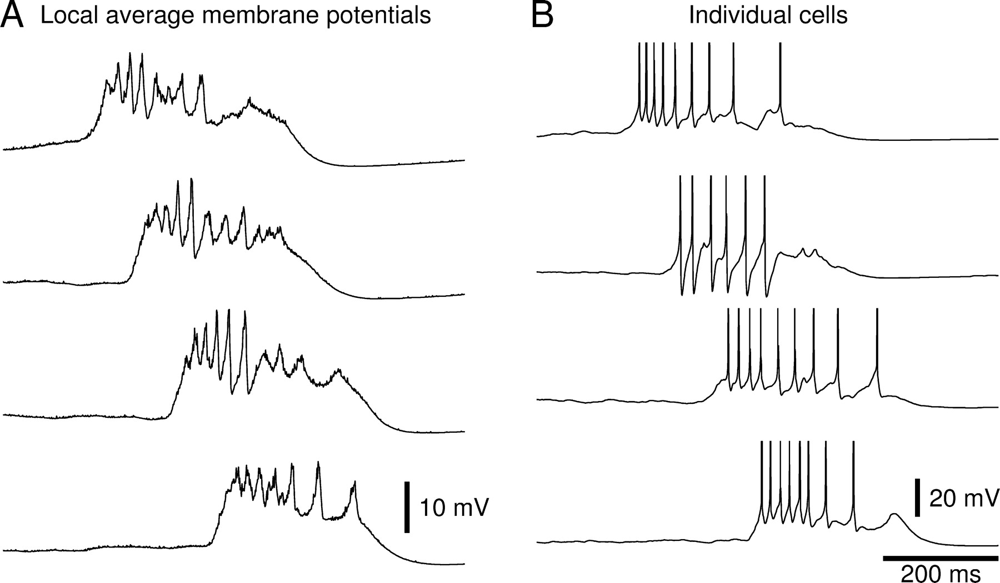 A Local average membrane potentials
B Individual cells
10 mV
20 mV
200 ms